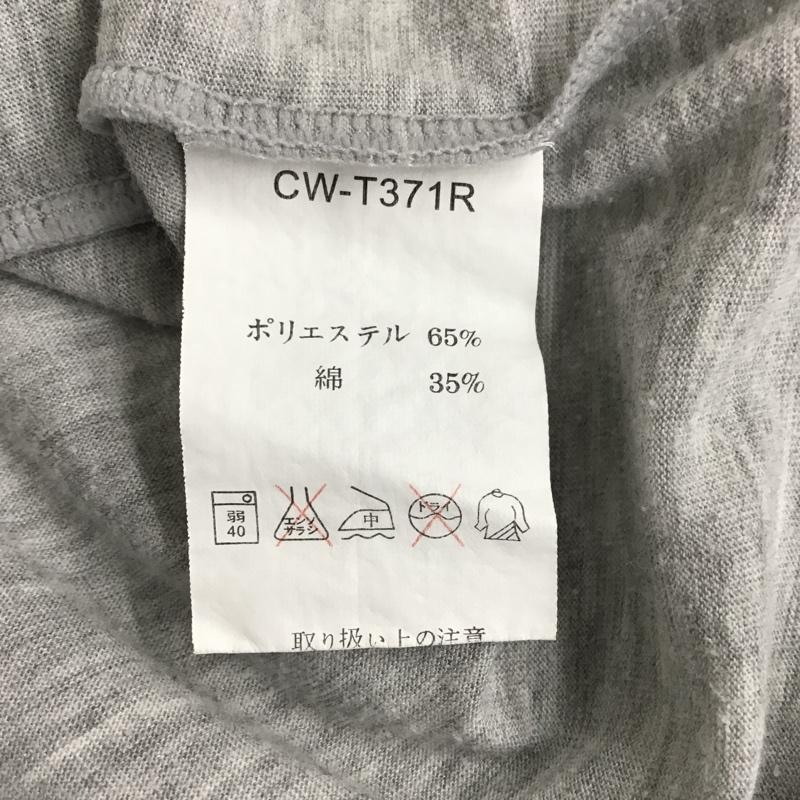 CW-T371R
ポリエステル 65%
綿 35%
弱 40
エンソ サラシ
中
ドライ
取り扱い上の注意